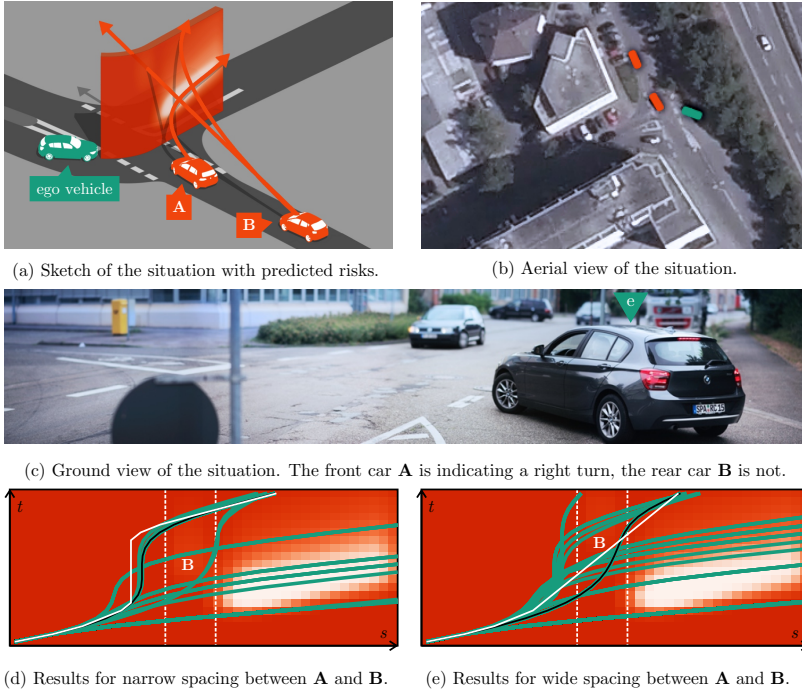 ego vehicle
A
B
(a) Sketch of the situation with predicted risks.
(b) Aerial view of the situation.
e
(c) Ground view of the situation. The front car A is indicating a right turn, the rear car B is not.
t
B
s
t
B
s
(d) Results for narrow spacing between A and B.
(e) Results for wide spacing between A and B.